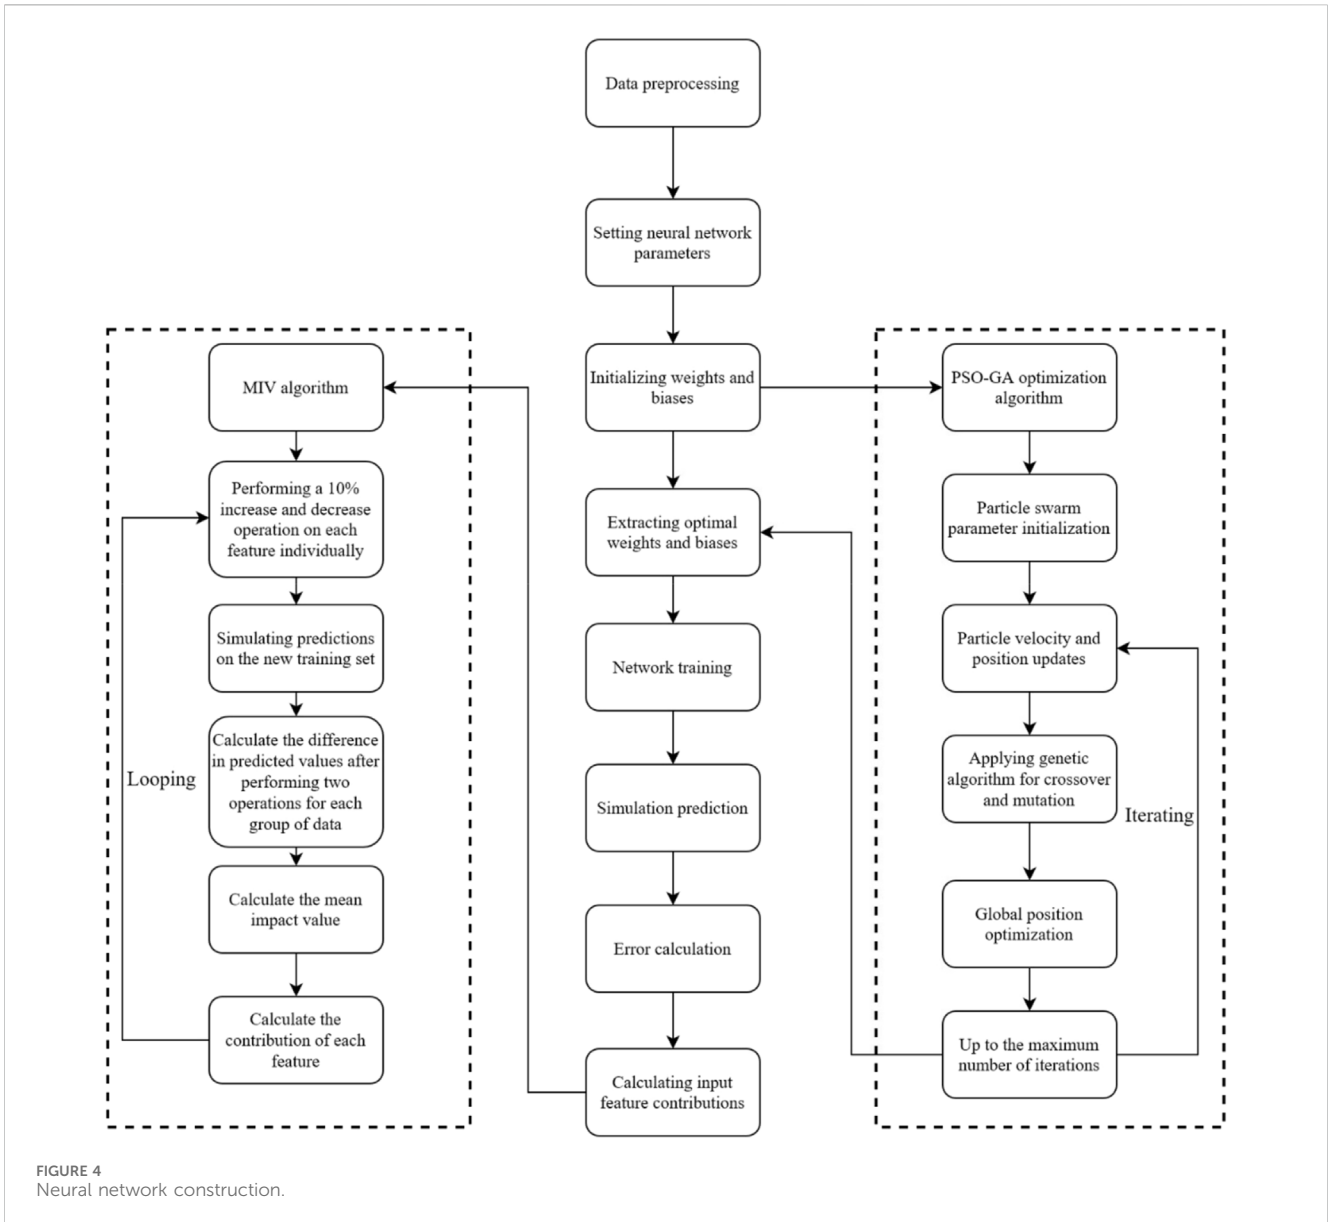 Data preprocessing
Setting neural network
parameters
Initializing weights and
biases
Extracting optimal
weights and biases
Network training
Simulation prediction
Error calculation
Calculating input
feature contributions
MIV algorithm
Performing a 10%
increase and decrease
operation on each
feature individually
Simulating predictions
on the new training set
Calculate the difference
in predicted values after
performing two
operations for each
group of data
Looping
Calculate the mean
impact value
Calculate the
contribution of each
feature
PSO-GA optimization
algorithm
Particle swarm
parameter initialization
Particle velocity and
position updates
Applying genetic
algorithm for crossover
and mutation
Iterating
Global position
optimization
Up to the maximum
number of iterations
FIGURE 4
Neural network construction.